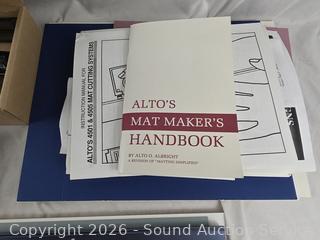 INSTRUCTION MANUAL FOR
ALTO'S 4501 & 4505 MAT CUTTING SYSTEMS
ALTO'S
MAT MAKER'S
HANDBOOK
BY ALTO O. ALBRIGHT
A REVISION OF "MATTING SIMPLIFIED"
Copyright 2026 - Sound Auction Service